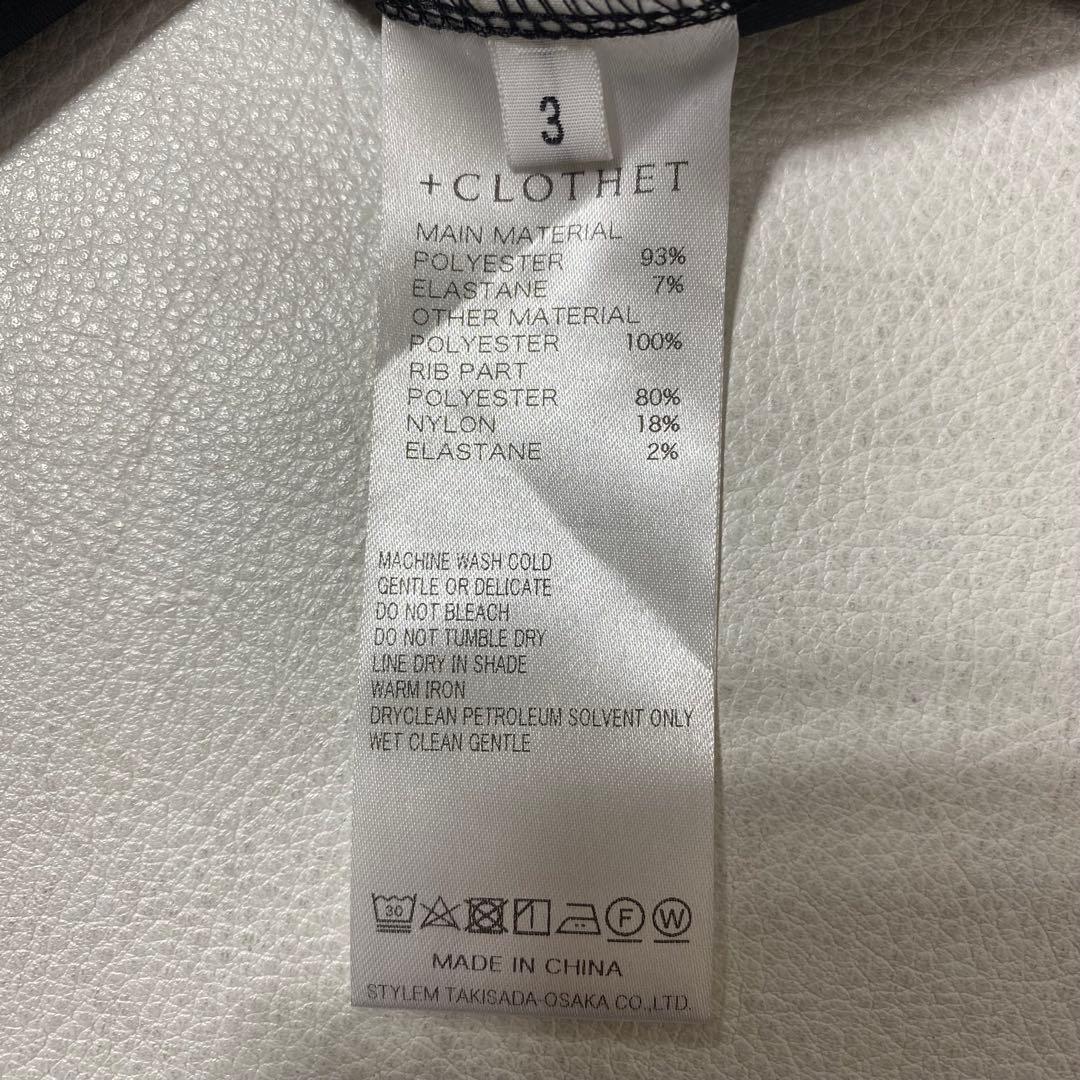 3
+CLOTHET
MAIN MATERIAL
POLYESTER 93%
ELASTANE 7%
OTHER MATERIAL
POLYESTER 100%
RIB PART
POLYESTER 80%
NYLON 18%
ELASTANE 2%
MACHINE WASH COLD
GENTLE OR DELICATE
DO NOT BLEACH
DO NOT TUMBLE DRY
LINE DRY IN SHADE
WARM IRON
DRYCLEAN PETROLEUM SOLVENT ONLY
WET CLEAN GENTLE
30 F W
MADE IN CHINA
STYLEM TAKISADA-OSAKA CO.,LTD.